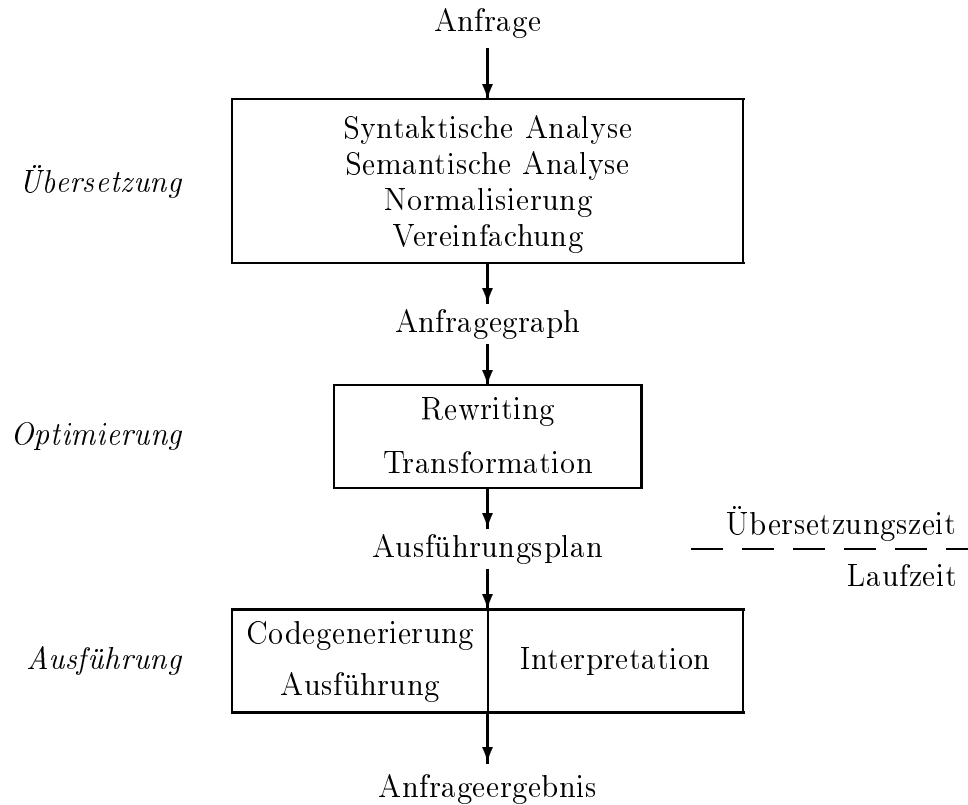 Anfrage
Syntaktische Analyse
Übersetzung
Semantische Analyse
Normalisierung
Vereinfachung
Anfragegraph
Rewriting
Optimierung
Transformation
Übersetzungszeit
Ausführungsplan
Laufzeit
Codegenerierung
Ausführung
Interpretation
Ausführung
Anfrageergebnis